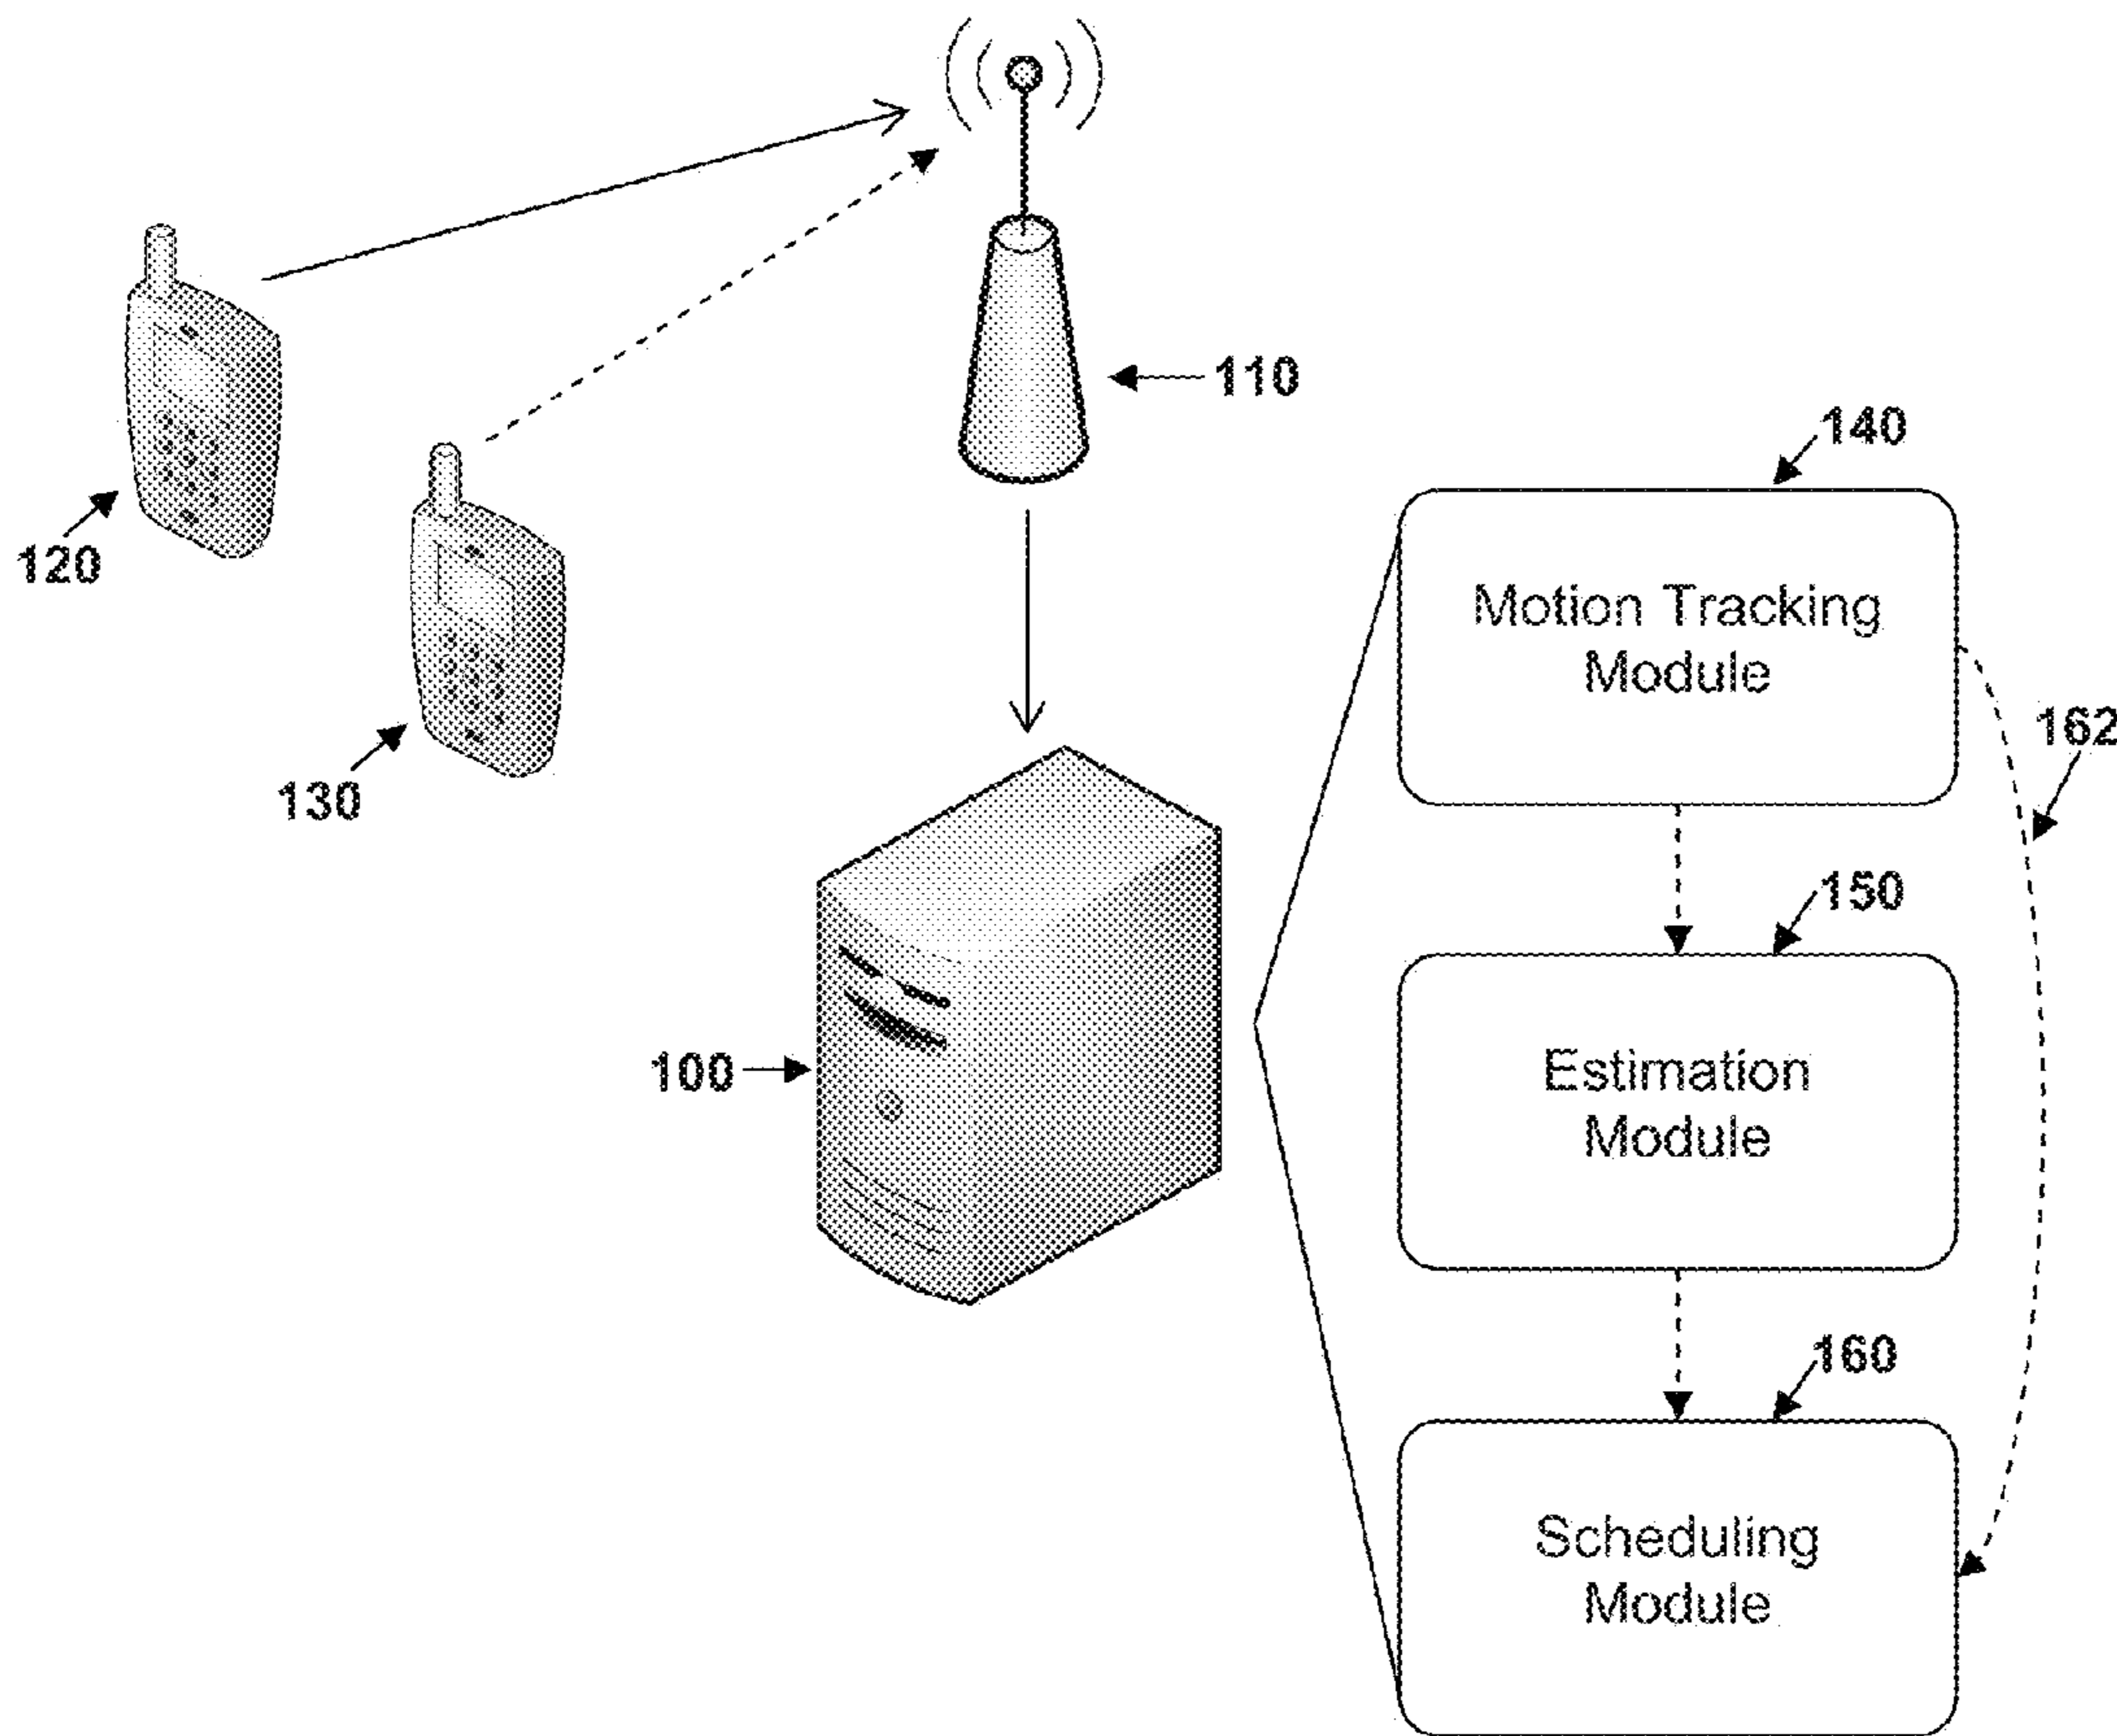 110
140
120
Motion Tracking
Module
162
130
150
100
Estimation
Module
160
Scheduling
Module